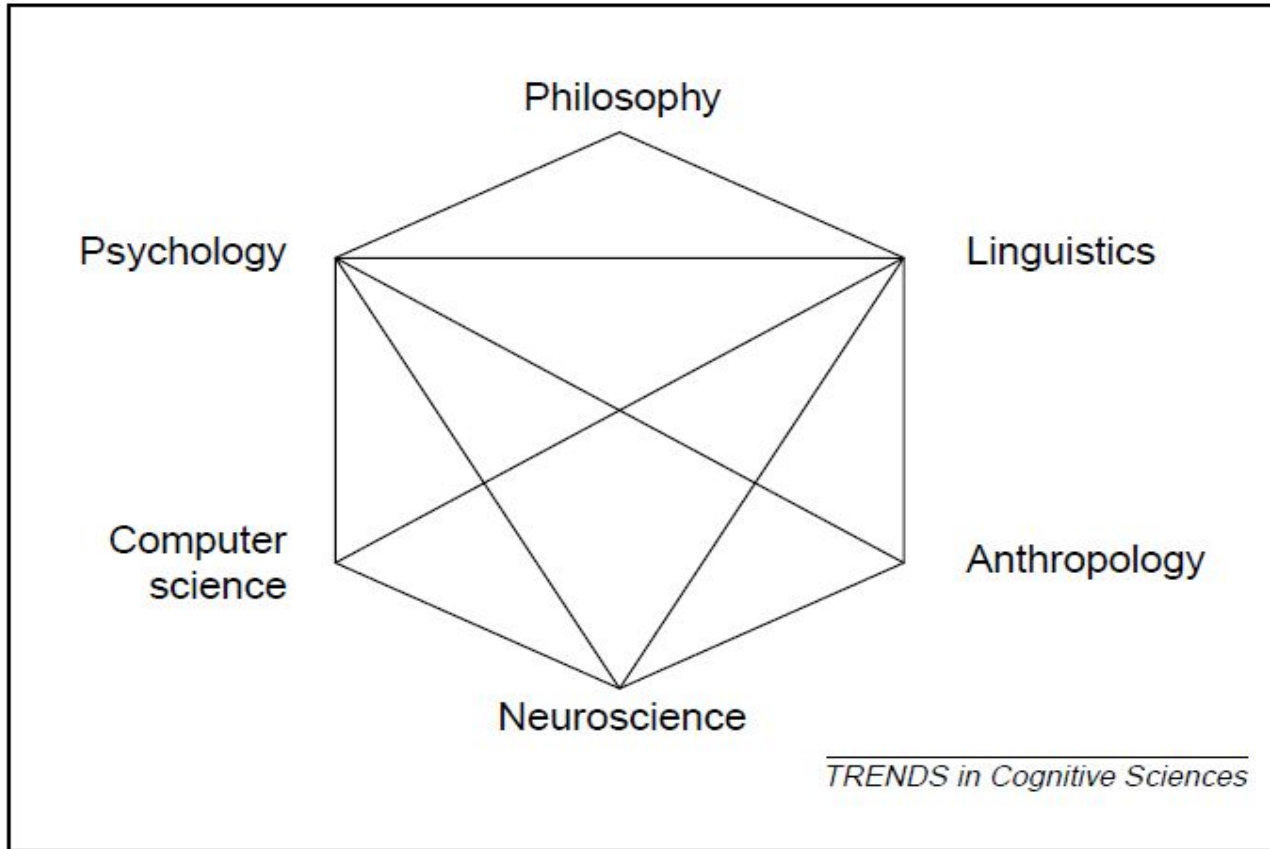 Philosophy
Psychology
Linguistics
Computer
science
Anthropology
Neuroscience
TRENDS in Cognitive Sciences